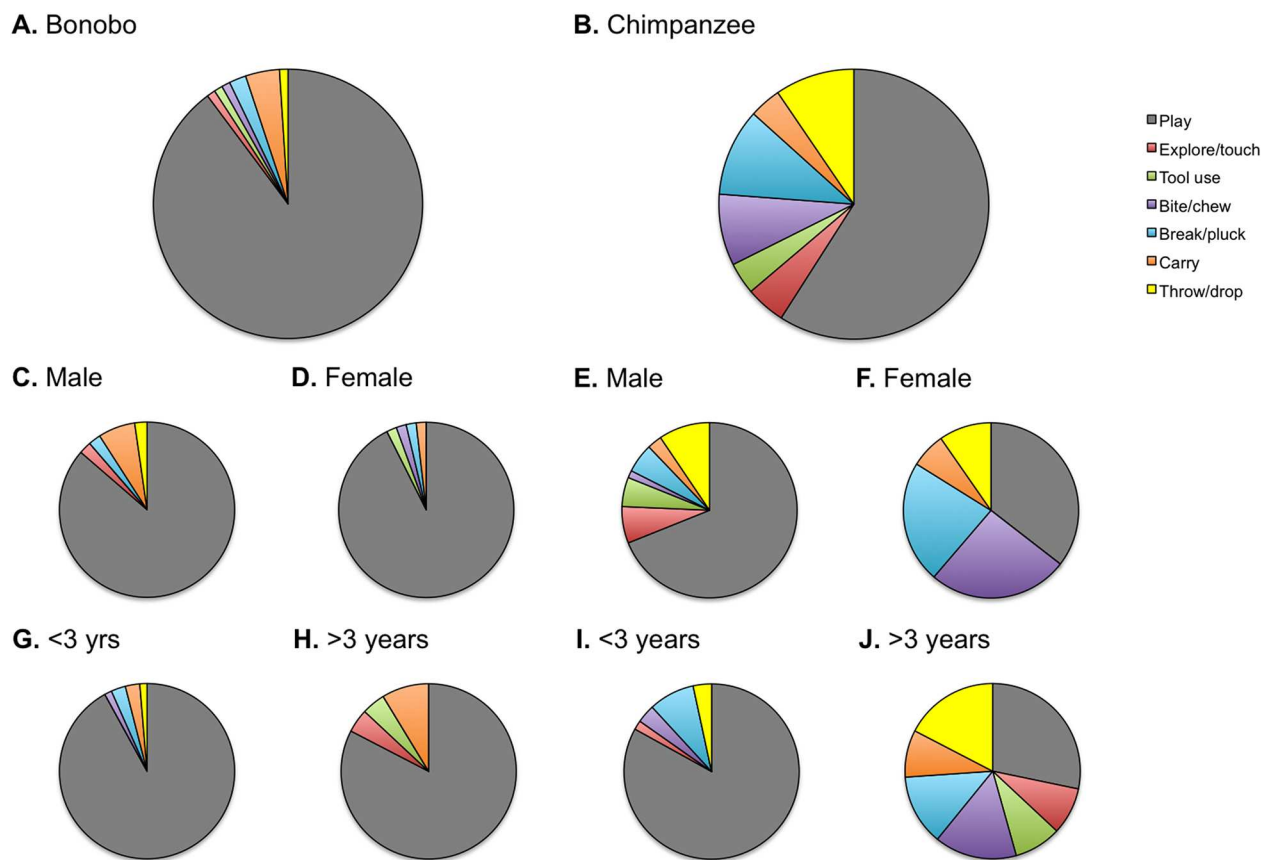 A. Bonobo
B. Chimpanzee
Play
Explore/touch
Tool use
Bite/chew
Break/pluck
Carry
Throw/drop
C. Male
D. Female
E. Male
F. Female
G. <3 yrs
H. >3 years
I. <3 years
J. >3 years